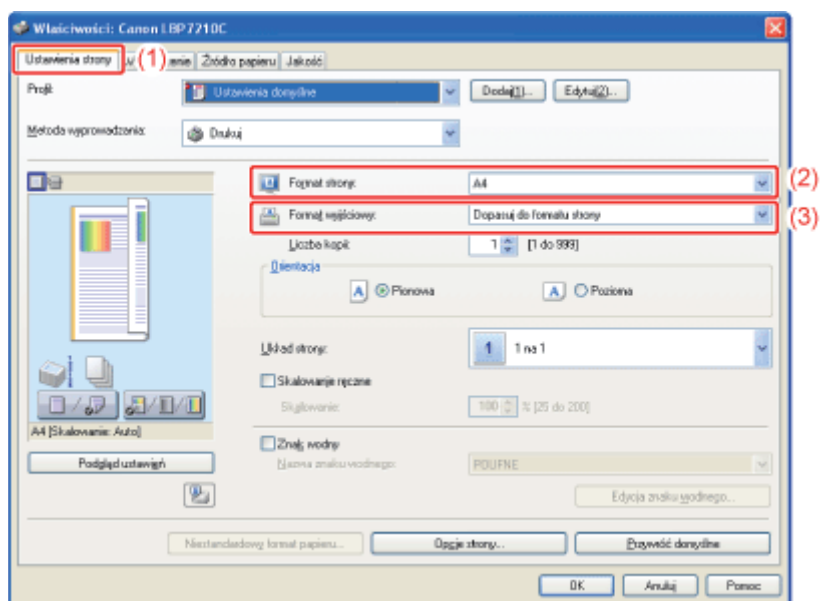 Właściwości: Canon LBP7210C
Ustawienia strony (1) Źródło papieru Jakość
Profil: Ustawienia domyślne Dodaj(1)... Edytuj(2)...
Metoda wyprowadzania: Drukuj
Format strony: A4 (2)
Format wyjściowy: Dopasuj do formatu strony (3)
Liczba kopii: 1 [1 do 999]
Orientacja
A Pionowa A Pozioma
Układ strony: 1 1 na 1
Skalowanie ręczne
Skalowanie: 100 % [25 do 200]
A4 [Skalowanie: Auto]
Znak wodny
Podgląd ustawień
Nazwa znaku wodnego: POUFNE
Edycja znaku wodnego...
Niestandardowy format papieru... Opcje strony... Przywróć domyślne
OK Anuluj Pomoc